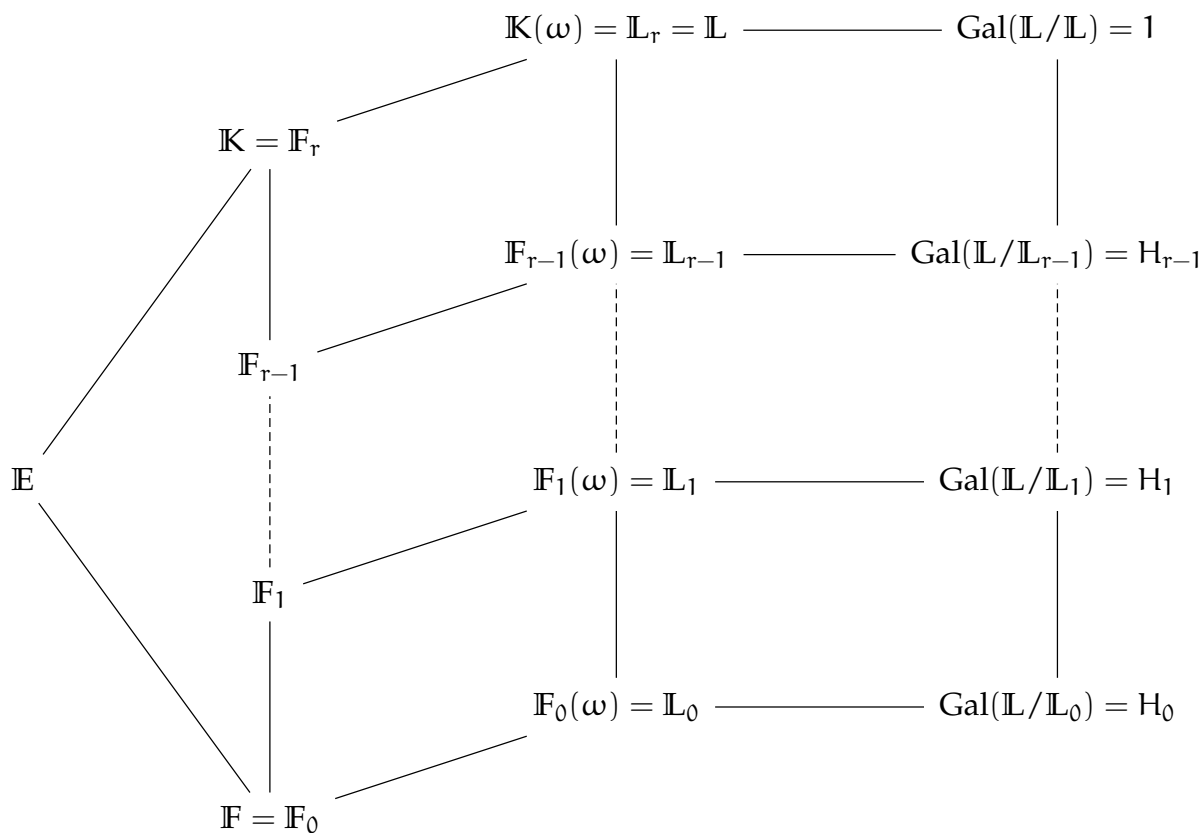 𝕂(ω) = 𝕃ᵣ = 𝕃 Gal(𝕃/𝕃) = 1
𝕂 = 𝔽ᵣ
𝔽ᵣ₋₁(ω) = 𝕃ᵣ₋₁ Gal(𝕃/𝕃ᵣ₋₁) = Hᵣ₋₁
𝔽ᵣ₋₁
𝔼 𝔽₁(ω) = 𝕃₁ Gal(𝕃/𝕃₁) = H₁
𝔽₁
𝔽₀(ω) = 𝕃₀ Gal(𝕃/𝕃₀) = H₀
𝔽 = 𝔽₀